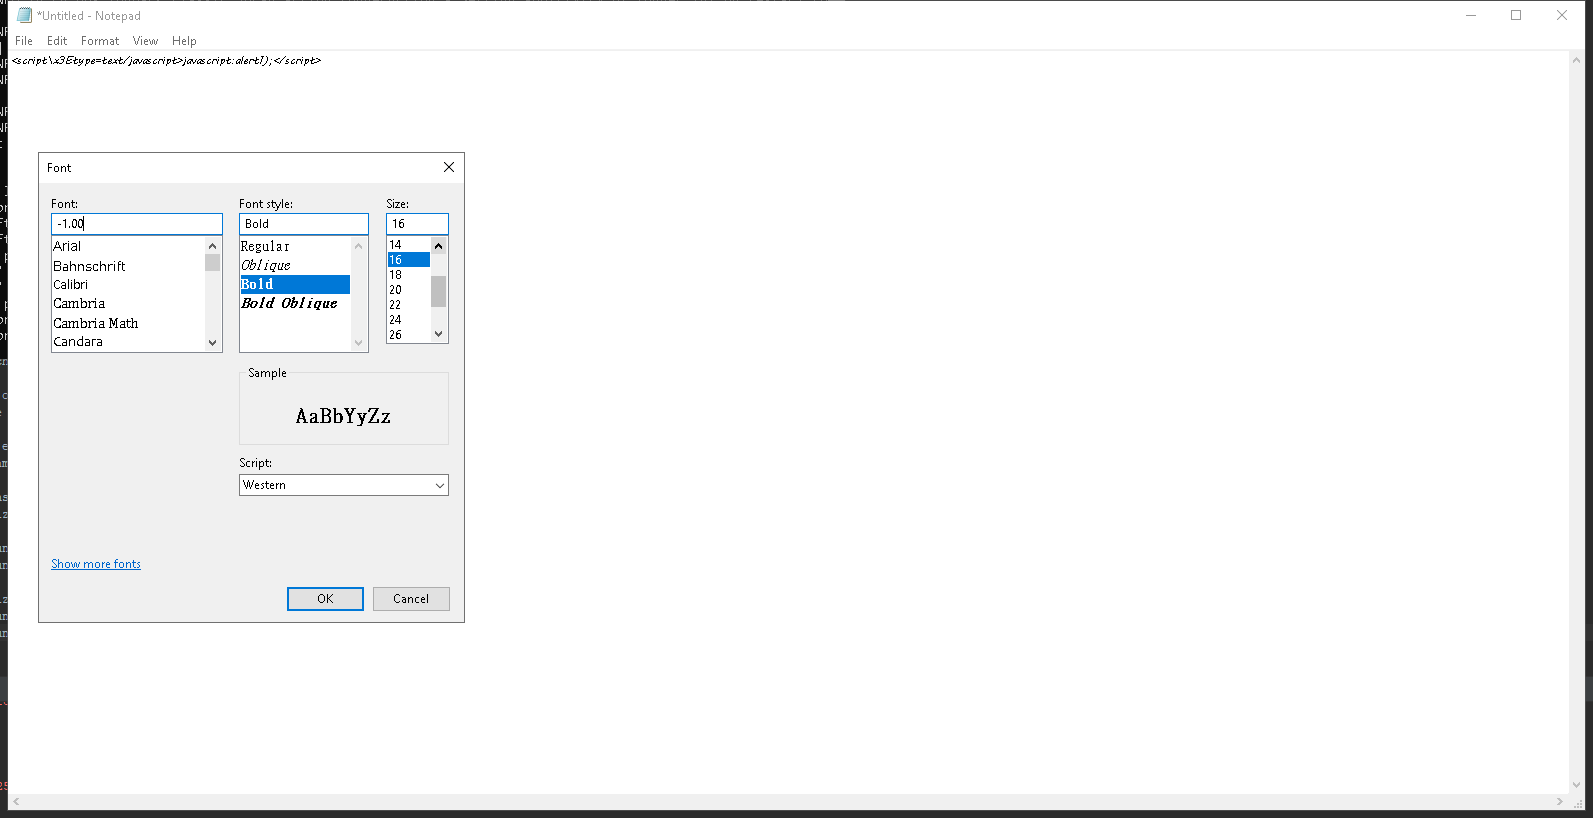 *Untitled - Notepad
File Edit Format View Help
<script\x3Etype=text/javascript>javascript:alert1);</script>
Font
Font: Font style: Size:
-1.00 Bold 16
Arial
Bahnschrift
Calibri
Cambria
Cambria Math
Candara
Regular
Oblique
Bold
Bold Oblique
14
16
18
20
22
24
26
Sample
AaBbYyZz
Script:
Western
Show more fonts
OK Cancel